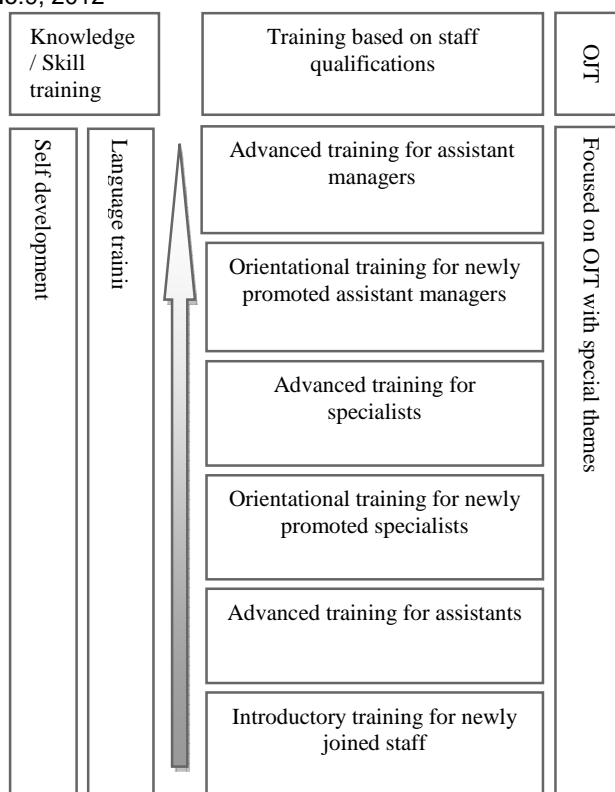 Knowledge
/ Skill
training
Training based on staff
qualifications
OJT
Self development
Language trainin
Advanced training for assistant
managers
Orientational training for newly
promoted assistant managers
Advanced training for
specialists
Orientational training for newly
promoted specialists
Advanced training for assistants
Introductory training for newly
joined staff
Focused on OJT with special themes